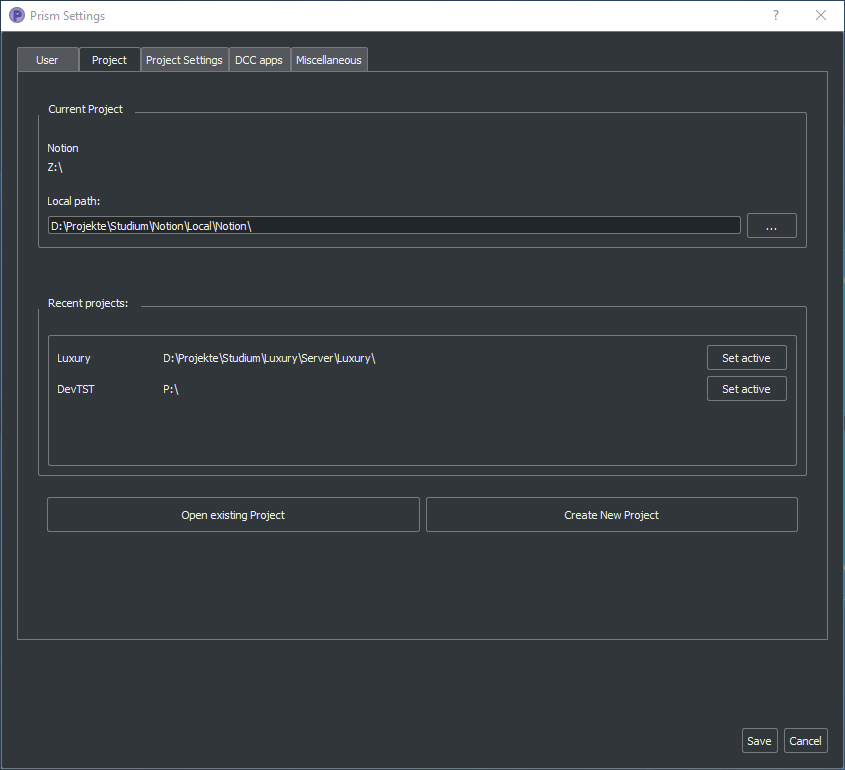 P Prism Settings ?
User Project Project Settings DCC apps Miscellaneous
Current Project
Notion
Z:\
Local path:
D:\Projekte\Studium\Notion\Local\Notion\ ...
Recent projects:
Luxury D:\Projekte\Studium\Luxury\Server\Luxury\ Set active
DevTST P:\ Set active
Open existing Project Create New Project
Save Cancel